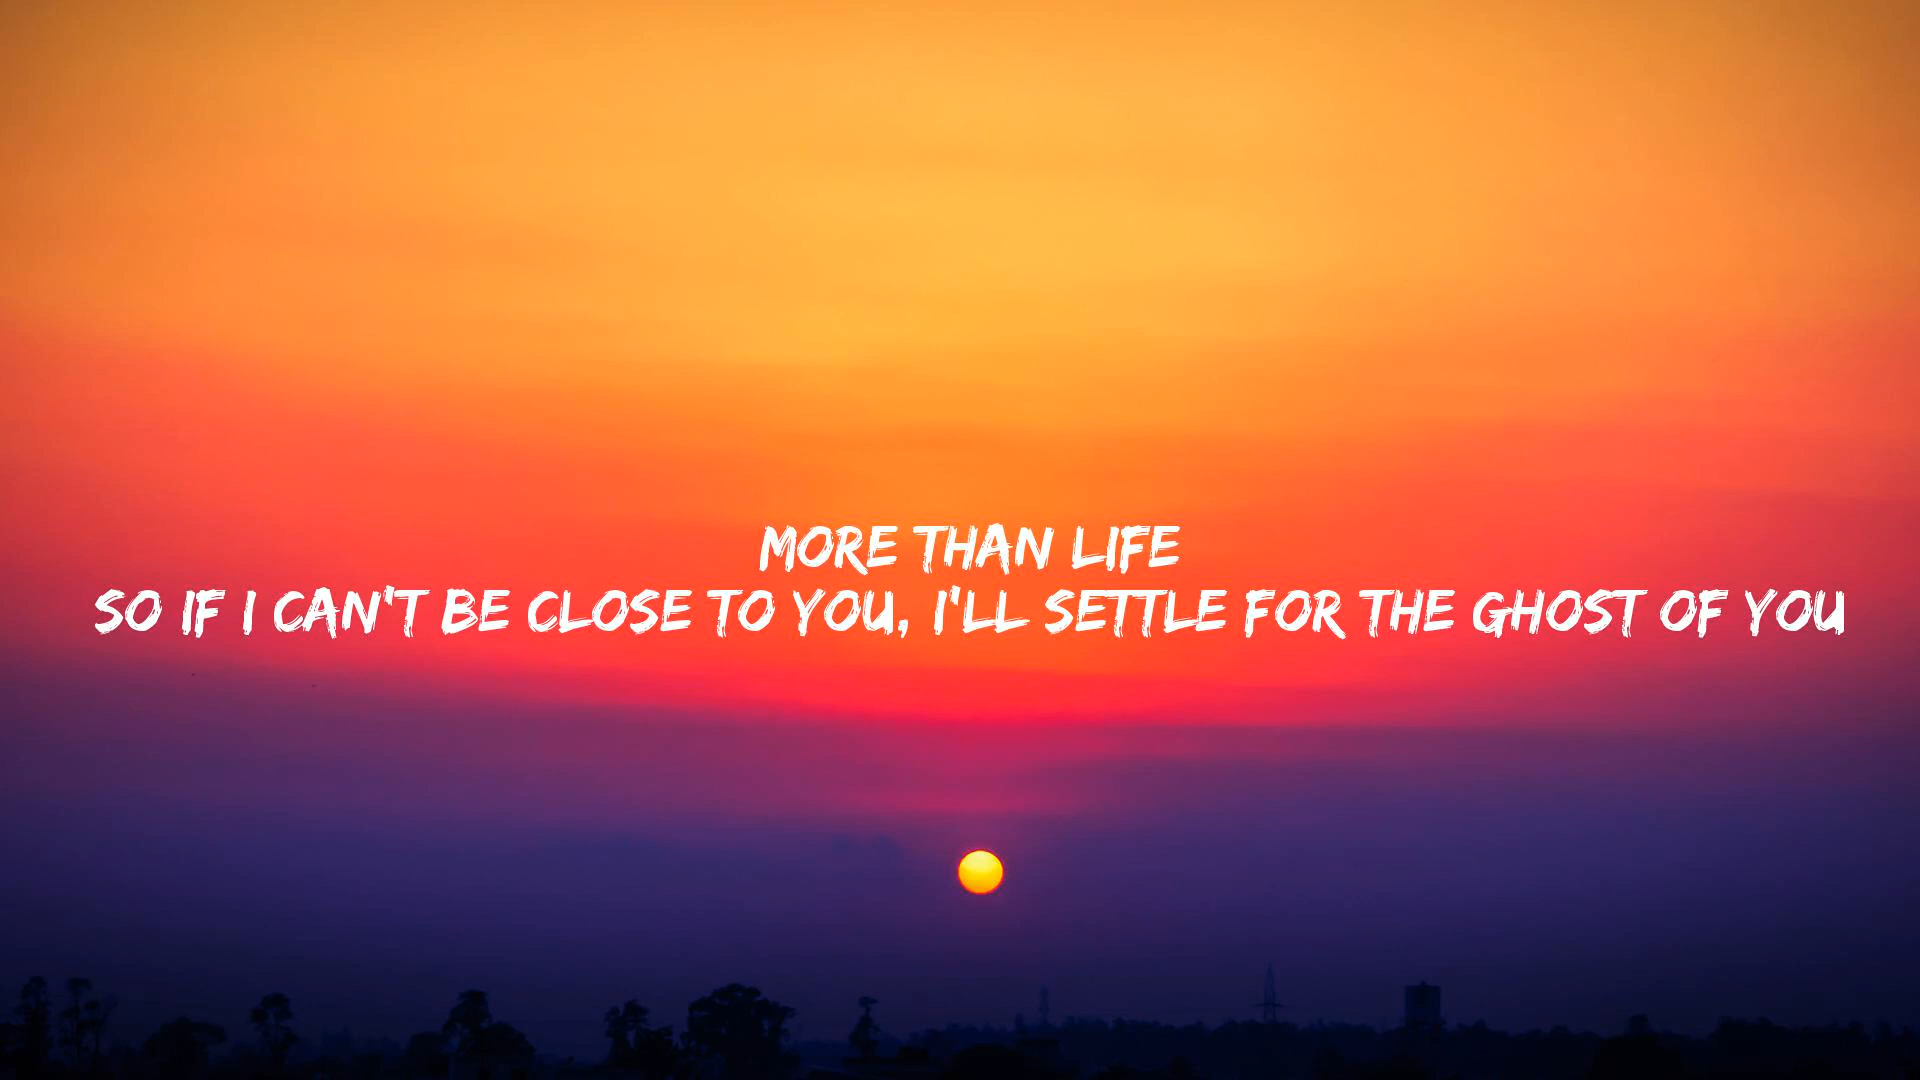 MORE THAN LIFE
SO IF I CAN'T BE CLOSE TO YOU, I'LL SETTLE FOR THE GHOST OF YOU